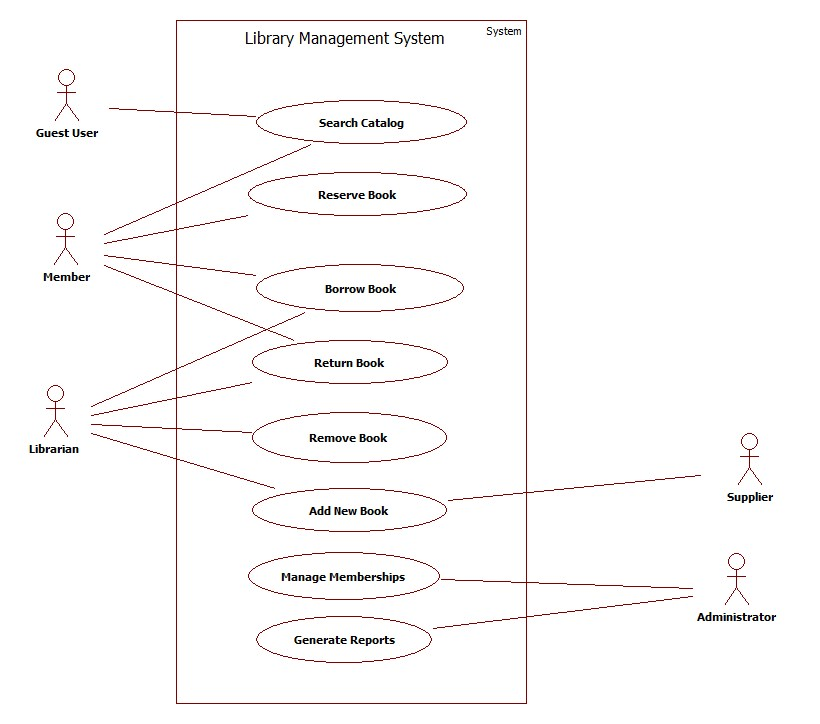 System
Library Management System
Guest User
Search Catalog
Reserve Book
Member
Borrow Book
Return Book
Librarian
Remove Book
Supplier
Add New Book
Manage Memberships
Administrator
Generate Reports